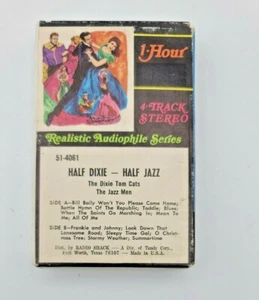 1-Hour
4-TRACK
STEREO
Realistic Audiophile Series
51-4061
HALF DIXIE — HALF JAZZ
The Dixie Tom Cats
The Jazz Men
SIDE A—Bill Baily Won't You Please Come Home;
Battle Hymn Of The Republic; Toddle, Blues;
When The Saints Go Marching In; Mean To
Me; All Of Me
SIDE B—Frankie and Johnny; Look Down That
Lonesome Road; Sleepy Time Gal; O Christmas
Tree; Stormy Weather; Summertime
Dist. by RADIO SHACK — A Div. of Tandy Corp.,
Fort Worth, Texas 76107 — Made in U.S.A.